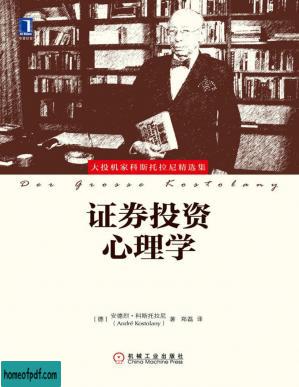 大投机家科斯托拉尼精选集
Der Grosse Kostolany
证券投资
心理学
〔德〕 安德烈·科斯托拉尼 著 郑磊 译
(André Kostolany)
机械工业出版社
China Machine Press
homeofpdf.com